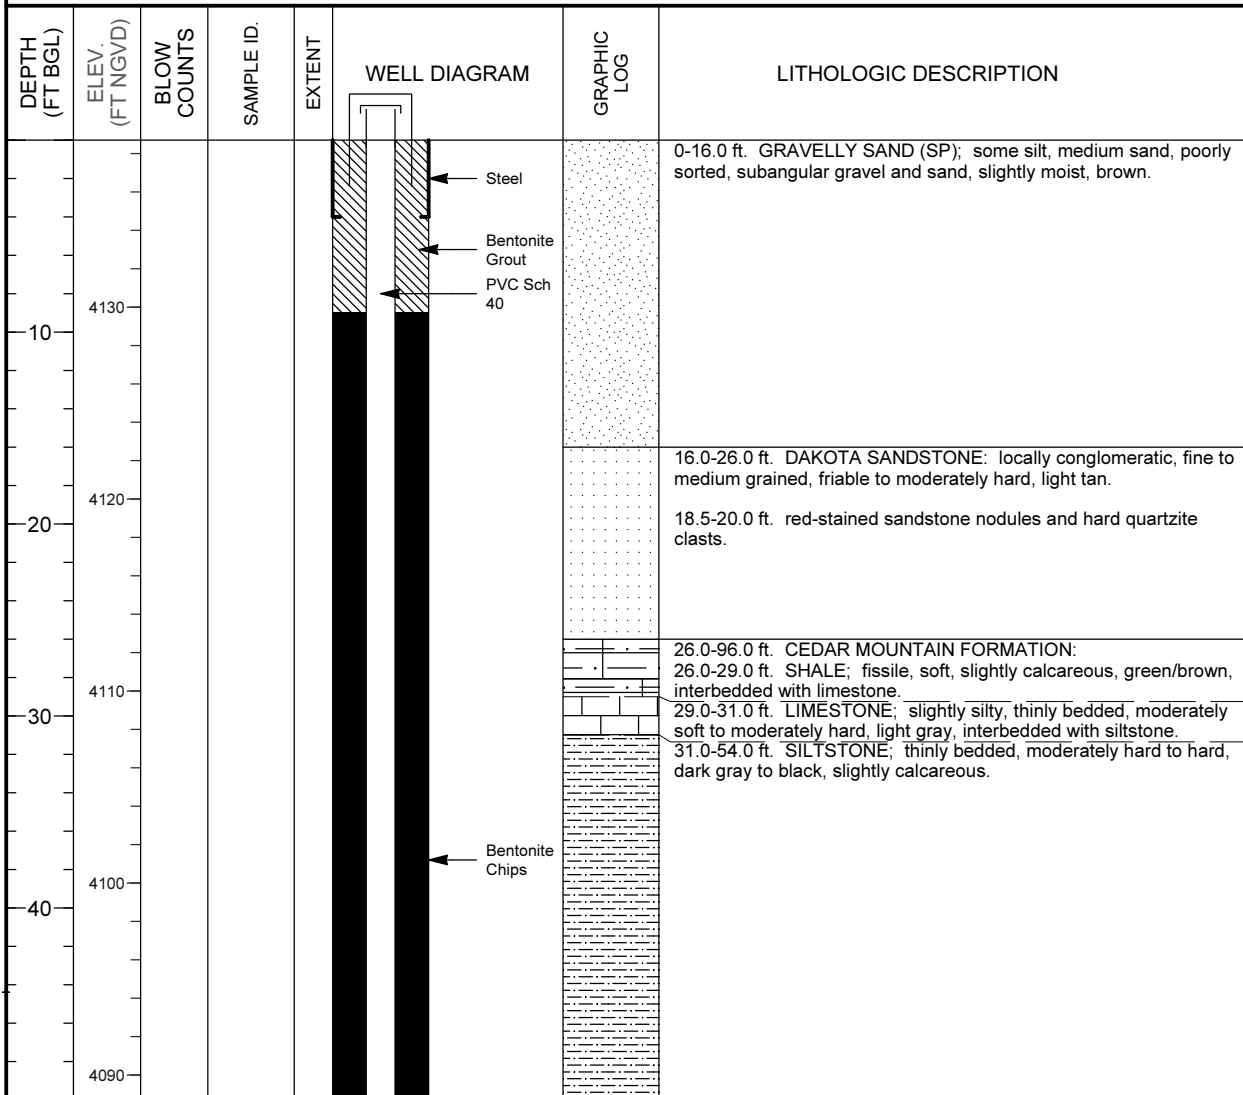 DEPTH
(FT BGL)
ELEV.
(FT NGVD)
BLOW
COUNTS
SAMPLE ID.
EXTENT
WELL DIAGRAM
GRAPHIC
LOG
LITHOLOGIC DESCRIPTION
0-16.0 ft. GRAVELLY SAND (SP); some silt, medium sand, poorly
sorted, subangular gravel and sand, slightly moist, brown.
Steel
Bentonite
Grout
PVC Sch
40
4130
10
16.0-26.0 ft. DAKOTA SANDSTONE: locally conglomeratic, fine to
medium grained, friable to moderately hard, light tan.
4120
20
18.5-20.0 ft. red-stained sandstone nodules and hard quartzite
clasts.
26.0-96.0 ft. CEDAR MOUNTAIN FORMATION:
26.0-29.0 ft. SHALE; fissile, soft, slightly calcareous, green/brown,
interbedded with limestone.
4110
30
29.0-31.0 ft. LIMESTONE; slightly silty, thinly bedded, moderately
soft to moderately hard, light gray, interbedded with siltstone.
31.0-54.0 ft. SILTSTONE; thinly bedded, moderately hard to hard,
dark gray to black, slightly calcareous.
Bentonite
Chips
4100
40
4090